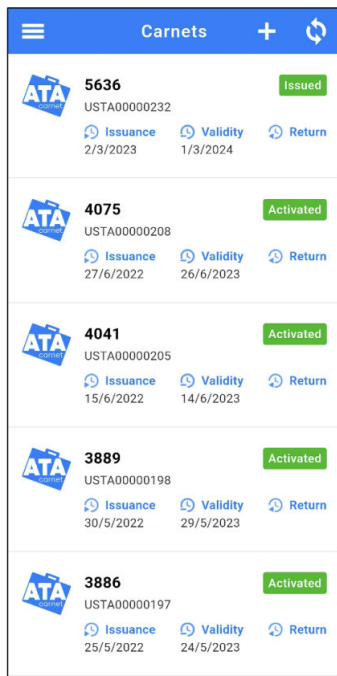 Carnets
ATA carnet
5636
Issued
USTA00000232
Issuance Validity Return
2/3/2023 1/3/2024
ATA carnet
4075
Activated
USTA00000208
Issuance Validity Return
27/6/2022 26/6/2023
ATA carnet
4041
Activated
USTA00000205
Issuance Validity Return
15/6/2022 14/6/2023
ATA carnet
3889
Activated
USTA00000198
Issuance Validity Return
30/5/2022 29/5/2023
ATA carnet
3886
Activated
USTA00000197
Issuance Validity Return
25/5/2022 24/5/2023